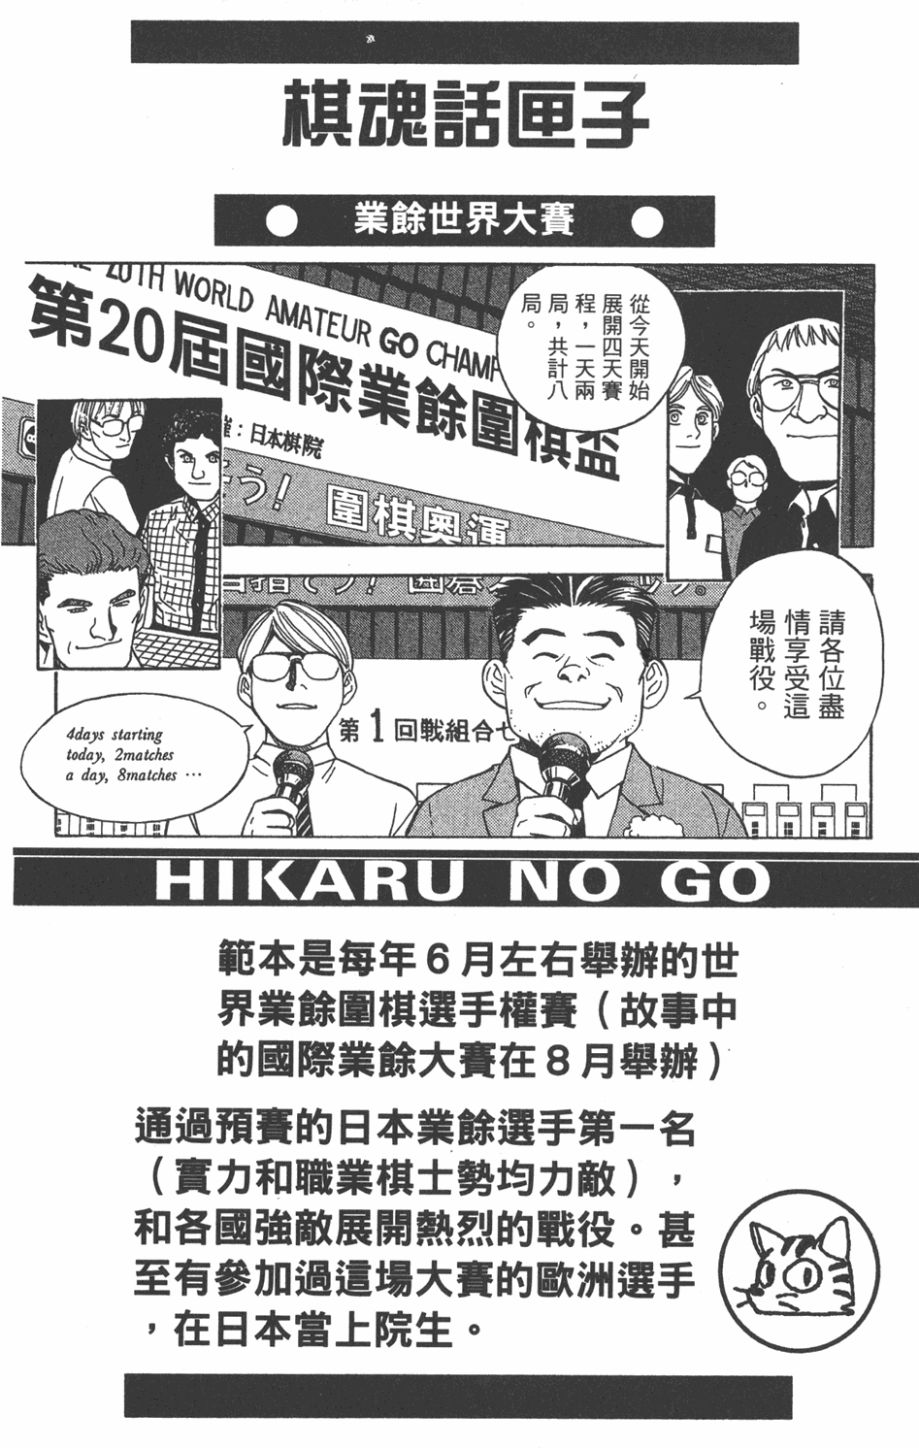 棋魂話匣子
業餘世界大賽
20TH WORLD AMATEUR GO CHAMP
第20屆國際業餘圍棋盃
：日本棋院
そう！ 圍棋奧運
從今天開始
展開四天賽
程，一天兩
局，共計八
局。
請各位盡
情享受這
場戰役。
目指そう！
第1回戦組合せ
4days starting
today, 2matches
a day, 8matches …
HIKARU NO GO
範本是每年6月左右舉辦的世
界業餘圍棋選手權賽（故事中
的國際業餘大賽在8月舉辦）
通過預賽的日本業餘選手第一名
（實力和職業棋士勢均力敵），
和各國強敵展開熱烈的戰役。甚
至有參加過這場大賽的歐洲選手
，在日本當上院生。